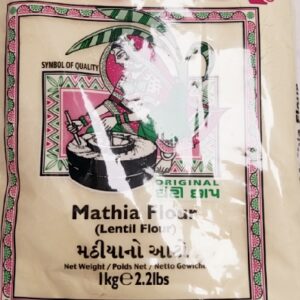 SYMBOL OF QUALITY
ORIGINAL
ઘંટી છાપ
Mathia Flour
(Lentil Flour)
મઠીયાનો આટો
Net Weight / Poids Net / Netto Gewicht
1kg e 2.2lbs